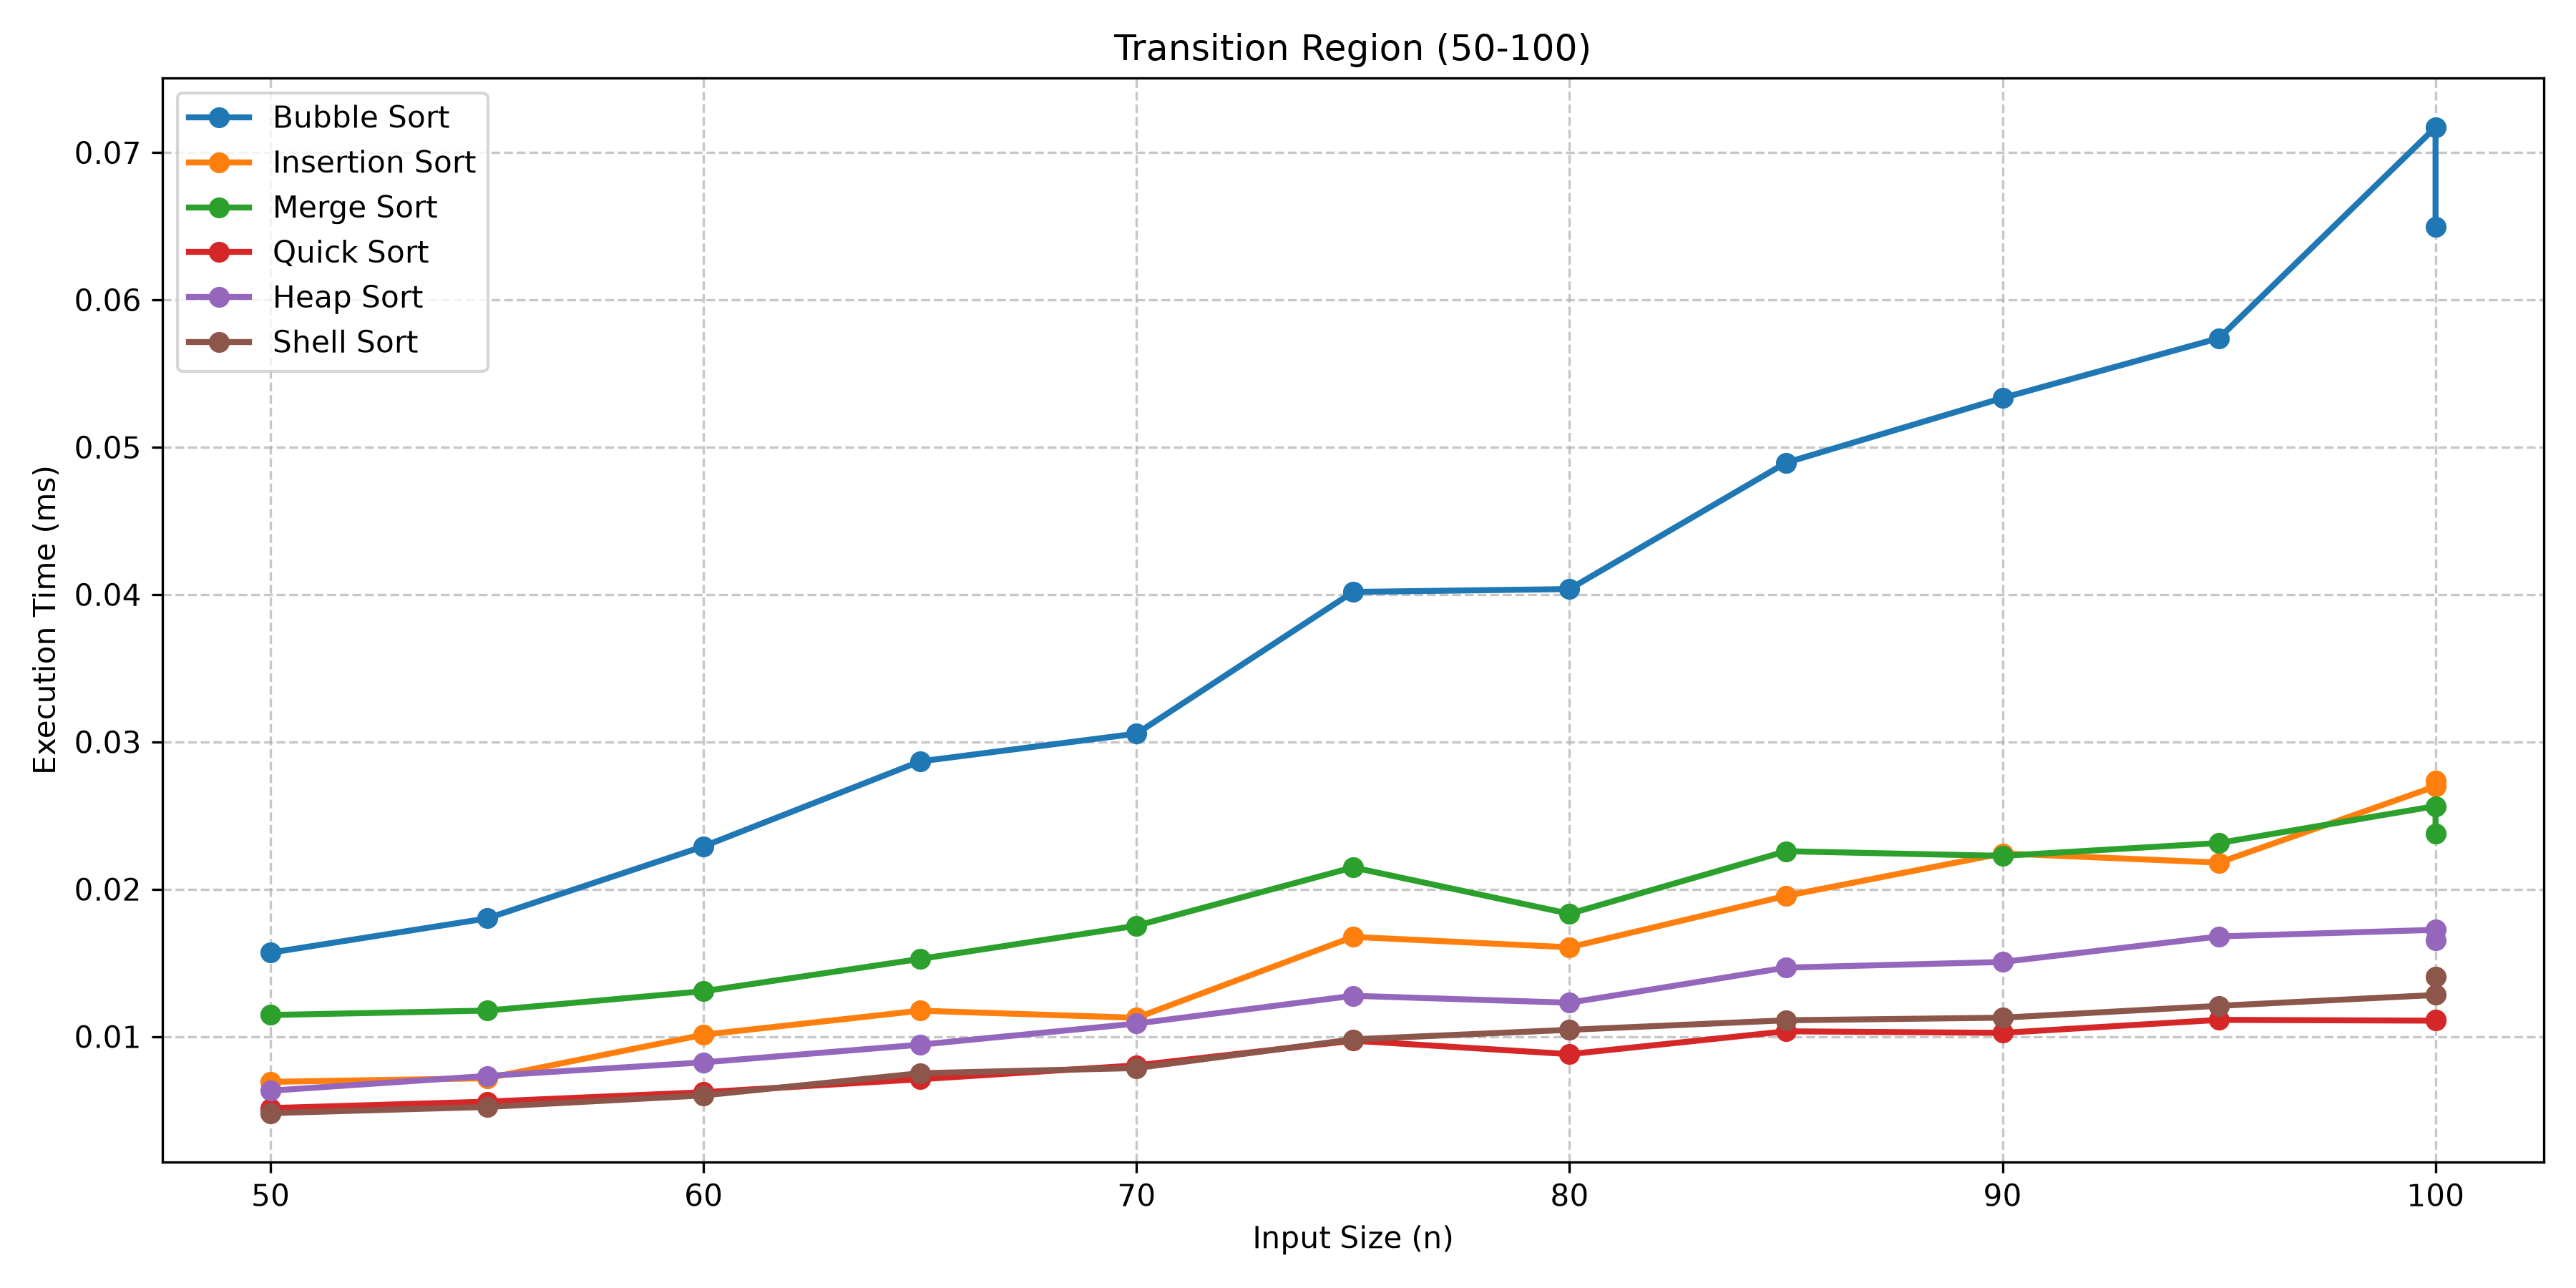 Transition Region (50-100)
Bubble Sort
Insertion Sort
Merge Sort
Quick Sort
Heap Sort
Shell Sort
0.07
0.06
0.05
0.04
0.03
0.02
0.01
Execution Time (ms)
50 60 70 80 90 100
Input Size (n)